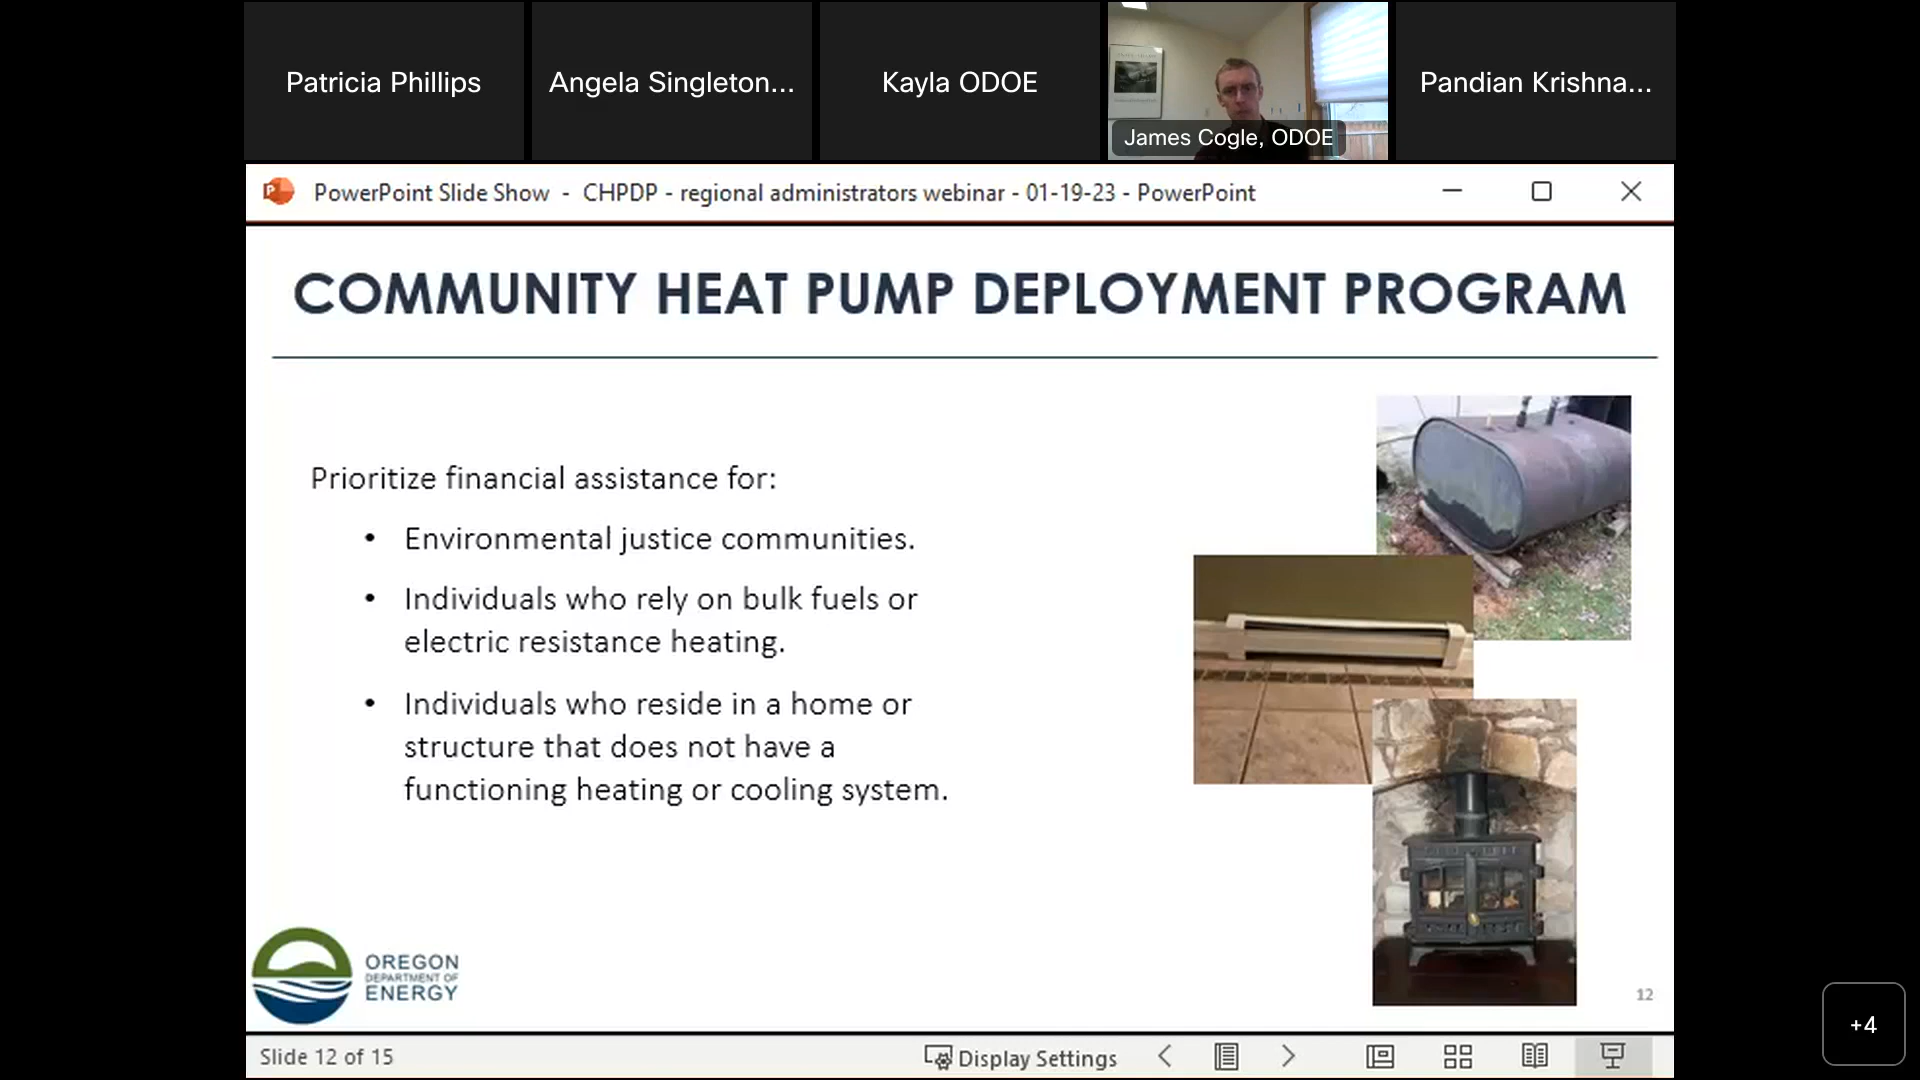 Patricia Phillips
Angela Singleton...
Kayla ODOE
James Cogle, ODOE
Pandian Krishna...
PowerPoint Slide Show - CHPDP - regional administrators webinar - 01-19-23 - PowerPoint
COMMUNITY HEAT PUMP DEPLOYMENT PROGRAM
Prioritize financial assistance for:
• Environmental justice communities.
• Individuals who rely on bulk fuels or
electric resistance heating.
• Individuals who reside in a home or
structure that does not have a
functioning heating or cooling system.
OREGON
DEPARTMENT OF
ENERGY
12
+4
Slide 12 of 15
Display Settings